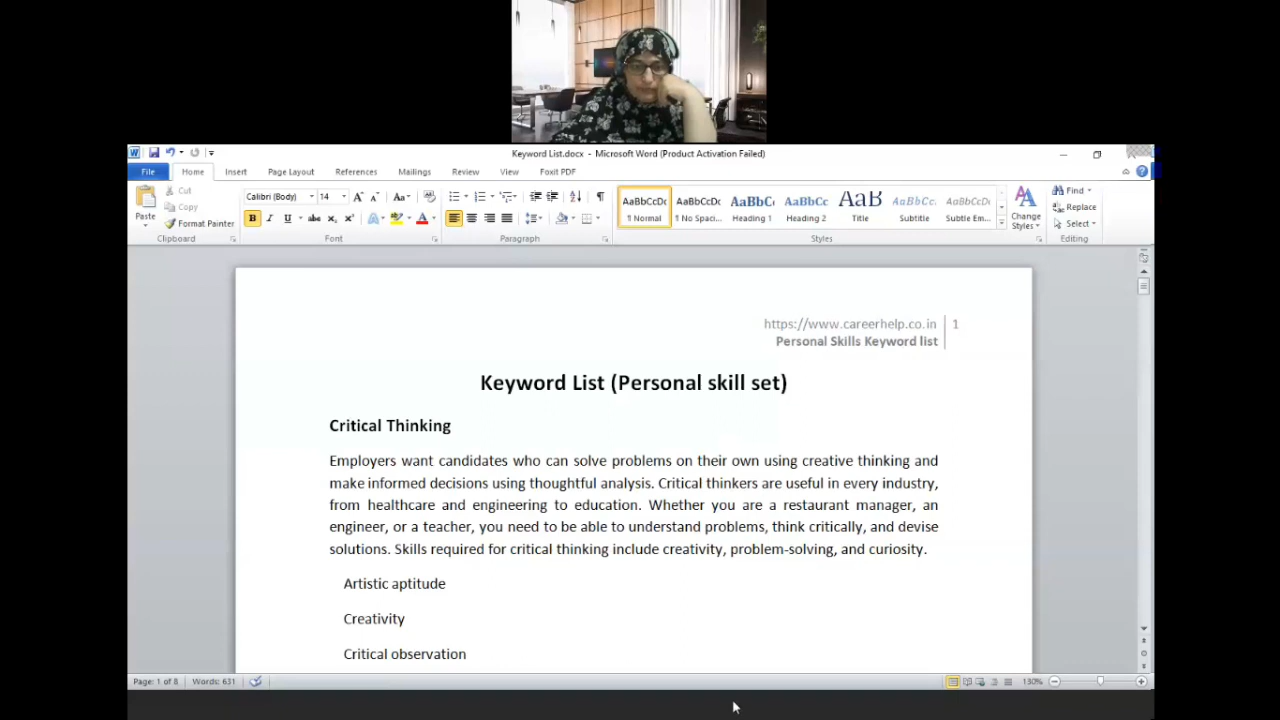 Keyword List.docx - Microsoft Word (Product Activation Failed)
File Home Insert Page Layout References Mailings Review View Foxit PDF
Cut
Copy
Paste
Format Painter
Calibri (Body) 14
AaBbCcDc AaBbCcDc AaBbCc AaBbCc AaB AaBbCc. AaBbCcDc
¶ Normal ¶ No Spaci... Heading 1 Heading 2 Title Subtitle Subtle Em...
Change Styles
Find
Replace
Select
Clipboard Font Paragraph Styles Editing
https://www.careerhelp.co.in 1
Personal Skills Keyword list
Keyword List (Personal skill set)
Critical Thinking
Employers want candidates who can solve problems on their own using creative thinking and
make informed decisions using thoughtful analysis. Critical thinkers are useful in every industry,
from healthcare and engineering to education. Whether you are a restaurant manager, an
engineer, or a teacher, you need to be able to understand problems, think critically, and devise
solutions. Skills required for critical thinking include creativity, problem-solving, and curiosity.
Artistic aptitude
Creativity
Critical observation
Page: 1 of 8 Words: 631 130%